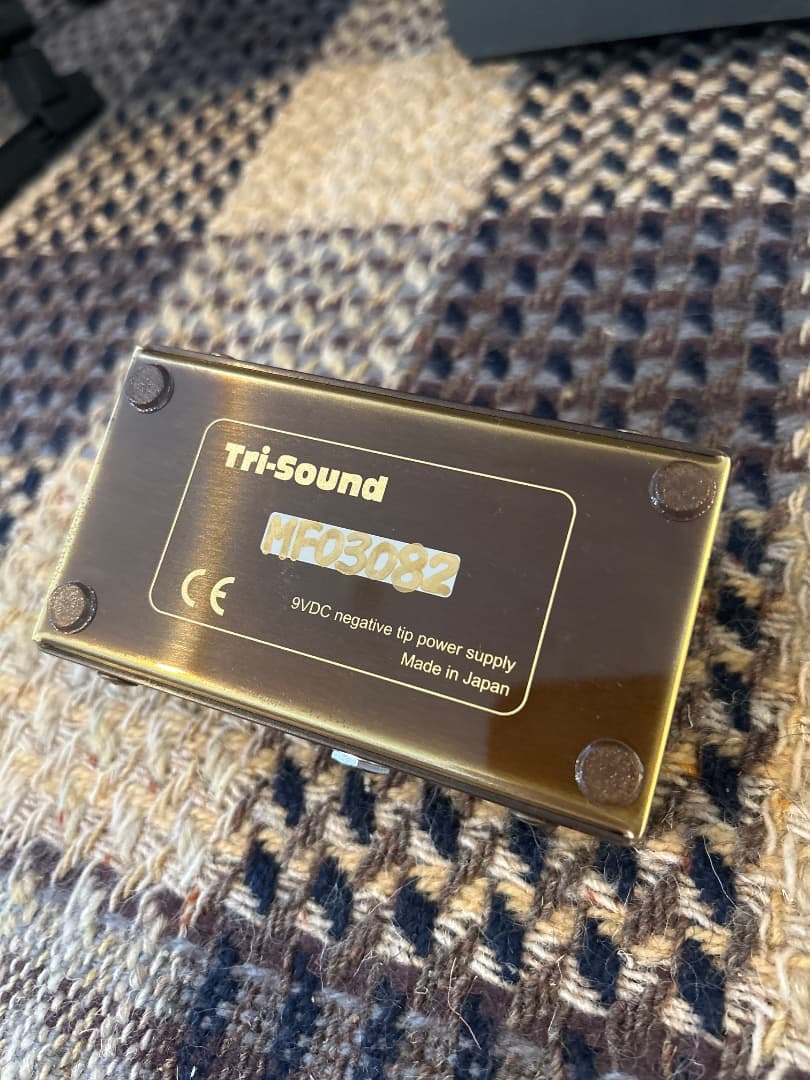 Tri-Sound
MF03082
CE
9VDC negative tip power supply
Made in Japan